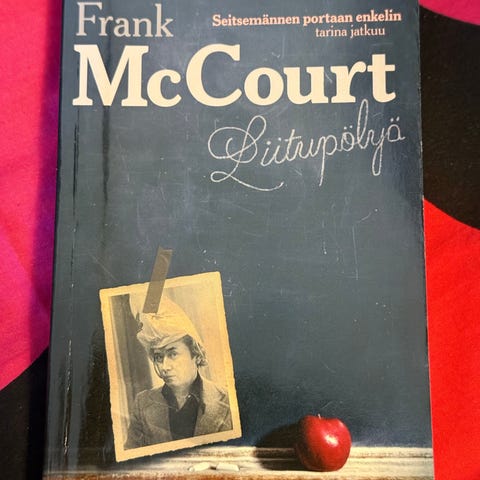 Frank
Seitsemännen portaan enkelin
tarina jatkuu
McCourt
Liitupölyä